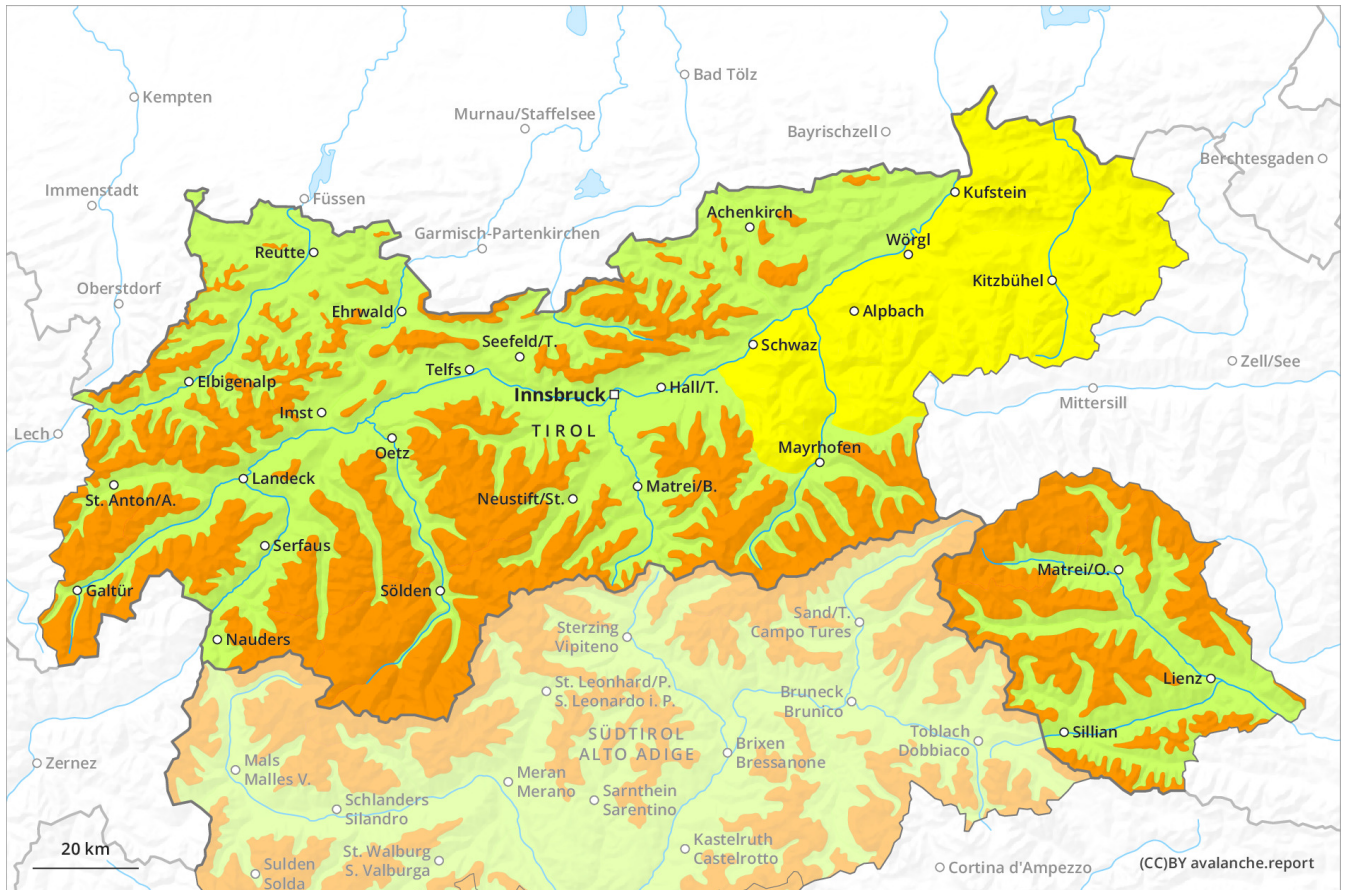 Bad Tölz
Kempten
Murnau/Staffelsee
Bayrischzell
Berchtesgaden
Immenstadt
Füssen
Kufstein
Achenkirch
Garmisch-Partenkirchen
Reutte
Wörgl
Kitzbühel
Oberstdorf
Ehrwald
Alpbach
Seefeld/T.
Schwaz
Zell/See
Telfs
Elbigenalp
Hall/T.
Innsbruck
Mittersill
Imst
TIROL
Lech
Oetz
Mayrhofen
Landeck
Matrei/B.
St. Anton/A.
Neustift/St.
Serfaus
Matrei/O.
Galtür
Sölden
Sand/T.
Campo Tures
Sterzing
Vipiteno
Nauders
Lienz
St. Leonhard/P.
S. Leonardo i. P.
Bruneck
Brunico
SÜDTIROL
ALTO ADIGE
Toblach
Dobbiaco
Sillian
Brixen
Bressanone
Zernez
Mals
Malles V.
Meran
Merano
Sarnthein
Sarentino
Schlanders
Silandro
20 km
St. Walburg
S. Valburga
Kastelruth
Castelrotto
Sulden
Solda
Cortina d'Ampezzo
(CC)BY avalanche.report